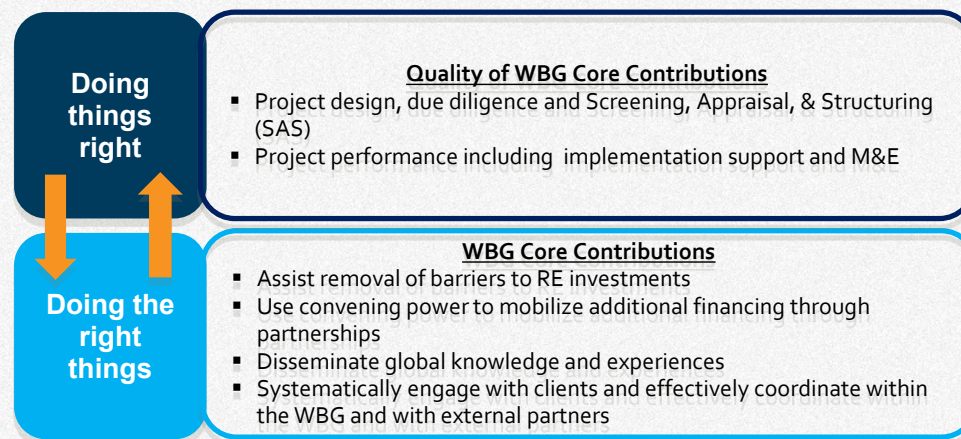 Doing
things
right
Quality of WBG Core Contributions
▪ Project design, due diligence and Screening, Appraisal, & Structuring
(SAS)
▪ Project performance including implementation support and M&E
Doing the
right
things
WBG Core Contributions
▪ Assist removal of barriers to RE investments
▪ Use convening power to mobilize additional financing through
partnerships
▪ Disseminate global knowledge and experiences
▪ Systematically engage with clients and effectively coordinate within
the WBG and with external partners